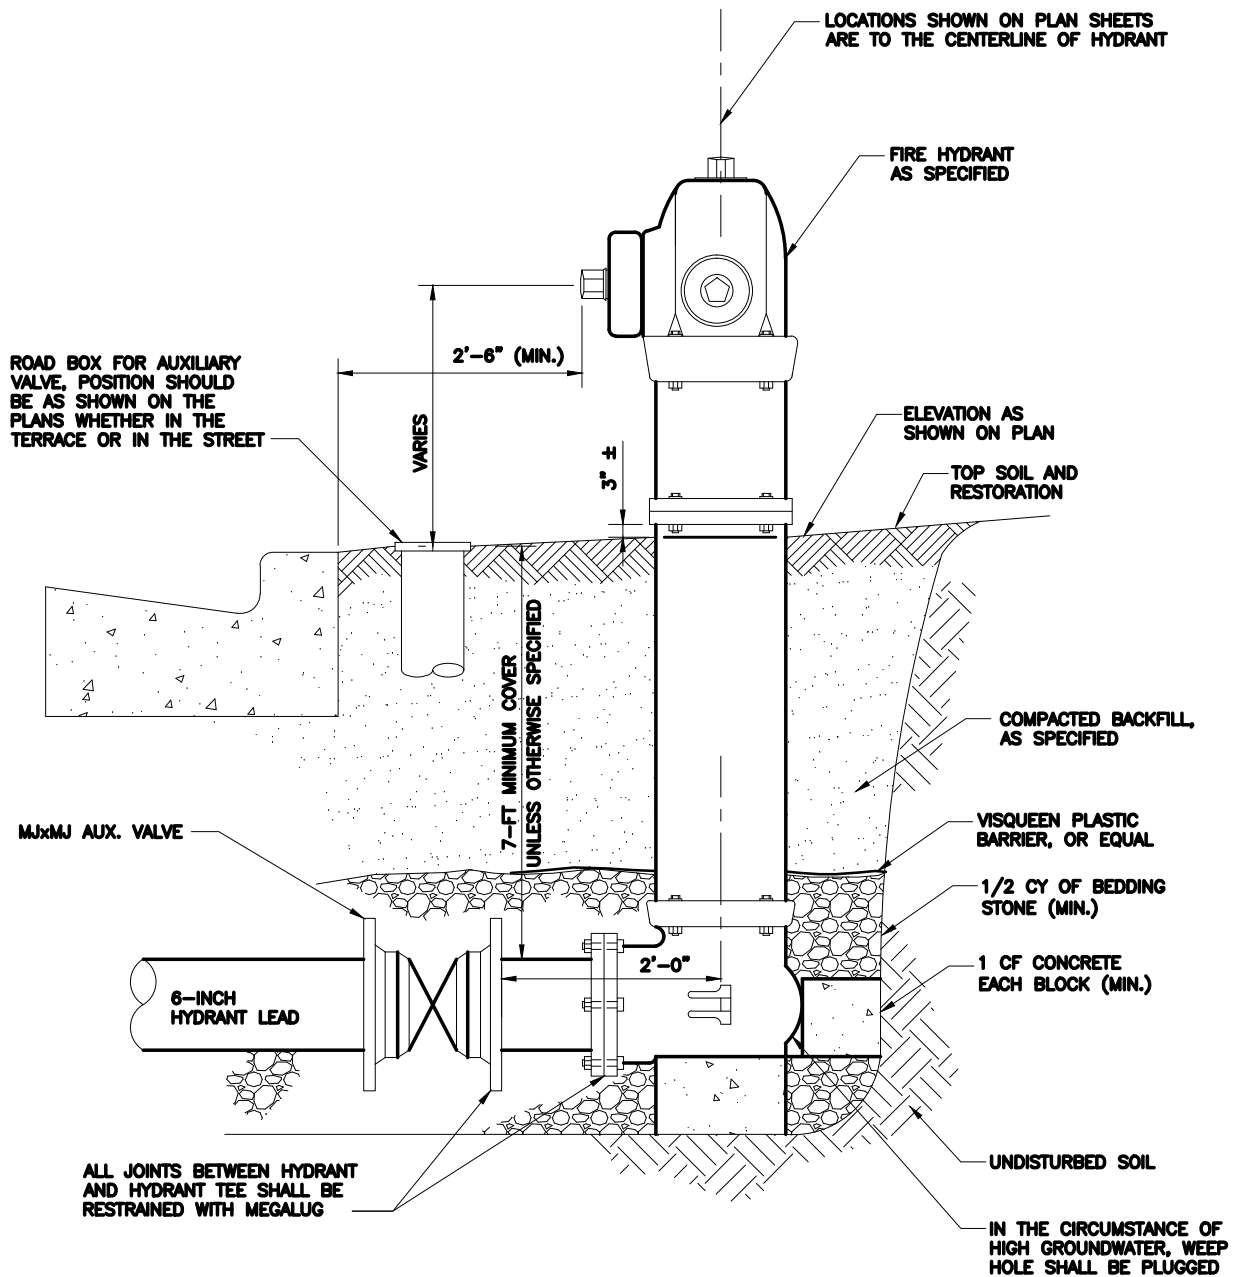 LOCATIONS SHOWN ON PLAN SHEETS
ARE TO THE CENTERLINE OF HYDRANT
FIRE HYDRANT
AS SPECIFIED
2'-6" (MIN.)
ROAD BOX FOR AUXILIARY
VALVE, POSITION SHOULD
BE AS SHOWN ON THE
PLANS WHETHER IN THE
TERRACE OR IN THE STREET
VARIES
3" ±
ELEVATION AS
SHOWN ON PLAN
TOP SOIL AND
RESTORATION
7-FT MINIMUM COVER
UNLESS OTHERWISE SPECIFIED
COMPACTED BACKFILL,
AS SPECIFIED
MJxMJ AUX. VALVE
VISQUEEN PLASTIC
BARRIER, OR EQUAL
1/2 CY OF BEDDING
STONE (MIN.)
2'-0"
1 CF CONCRETE
EACH BLOCK (MIN.)
6-INCH
HYDRANT LEAD
UNDISTURBED SOIL
ALL JOINTS BETWEEN HYDRANT
AND HYDRANT TEE SHALL BE
RESTRAINED WITH MEGALUG
IN THE CIRCUMSTANCE OF
HIGH GROUNDWATER, WEEP
HOLE SHALL BE PLUGGED